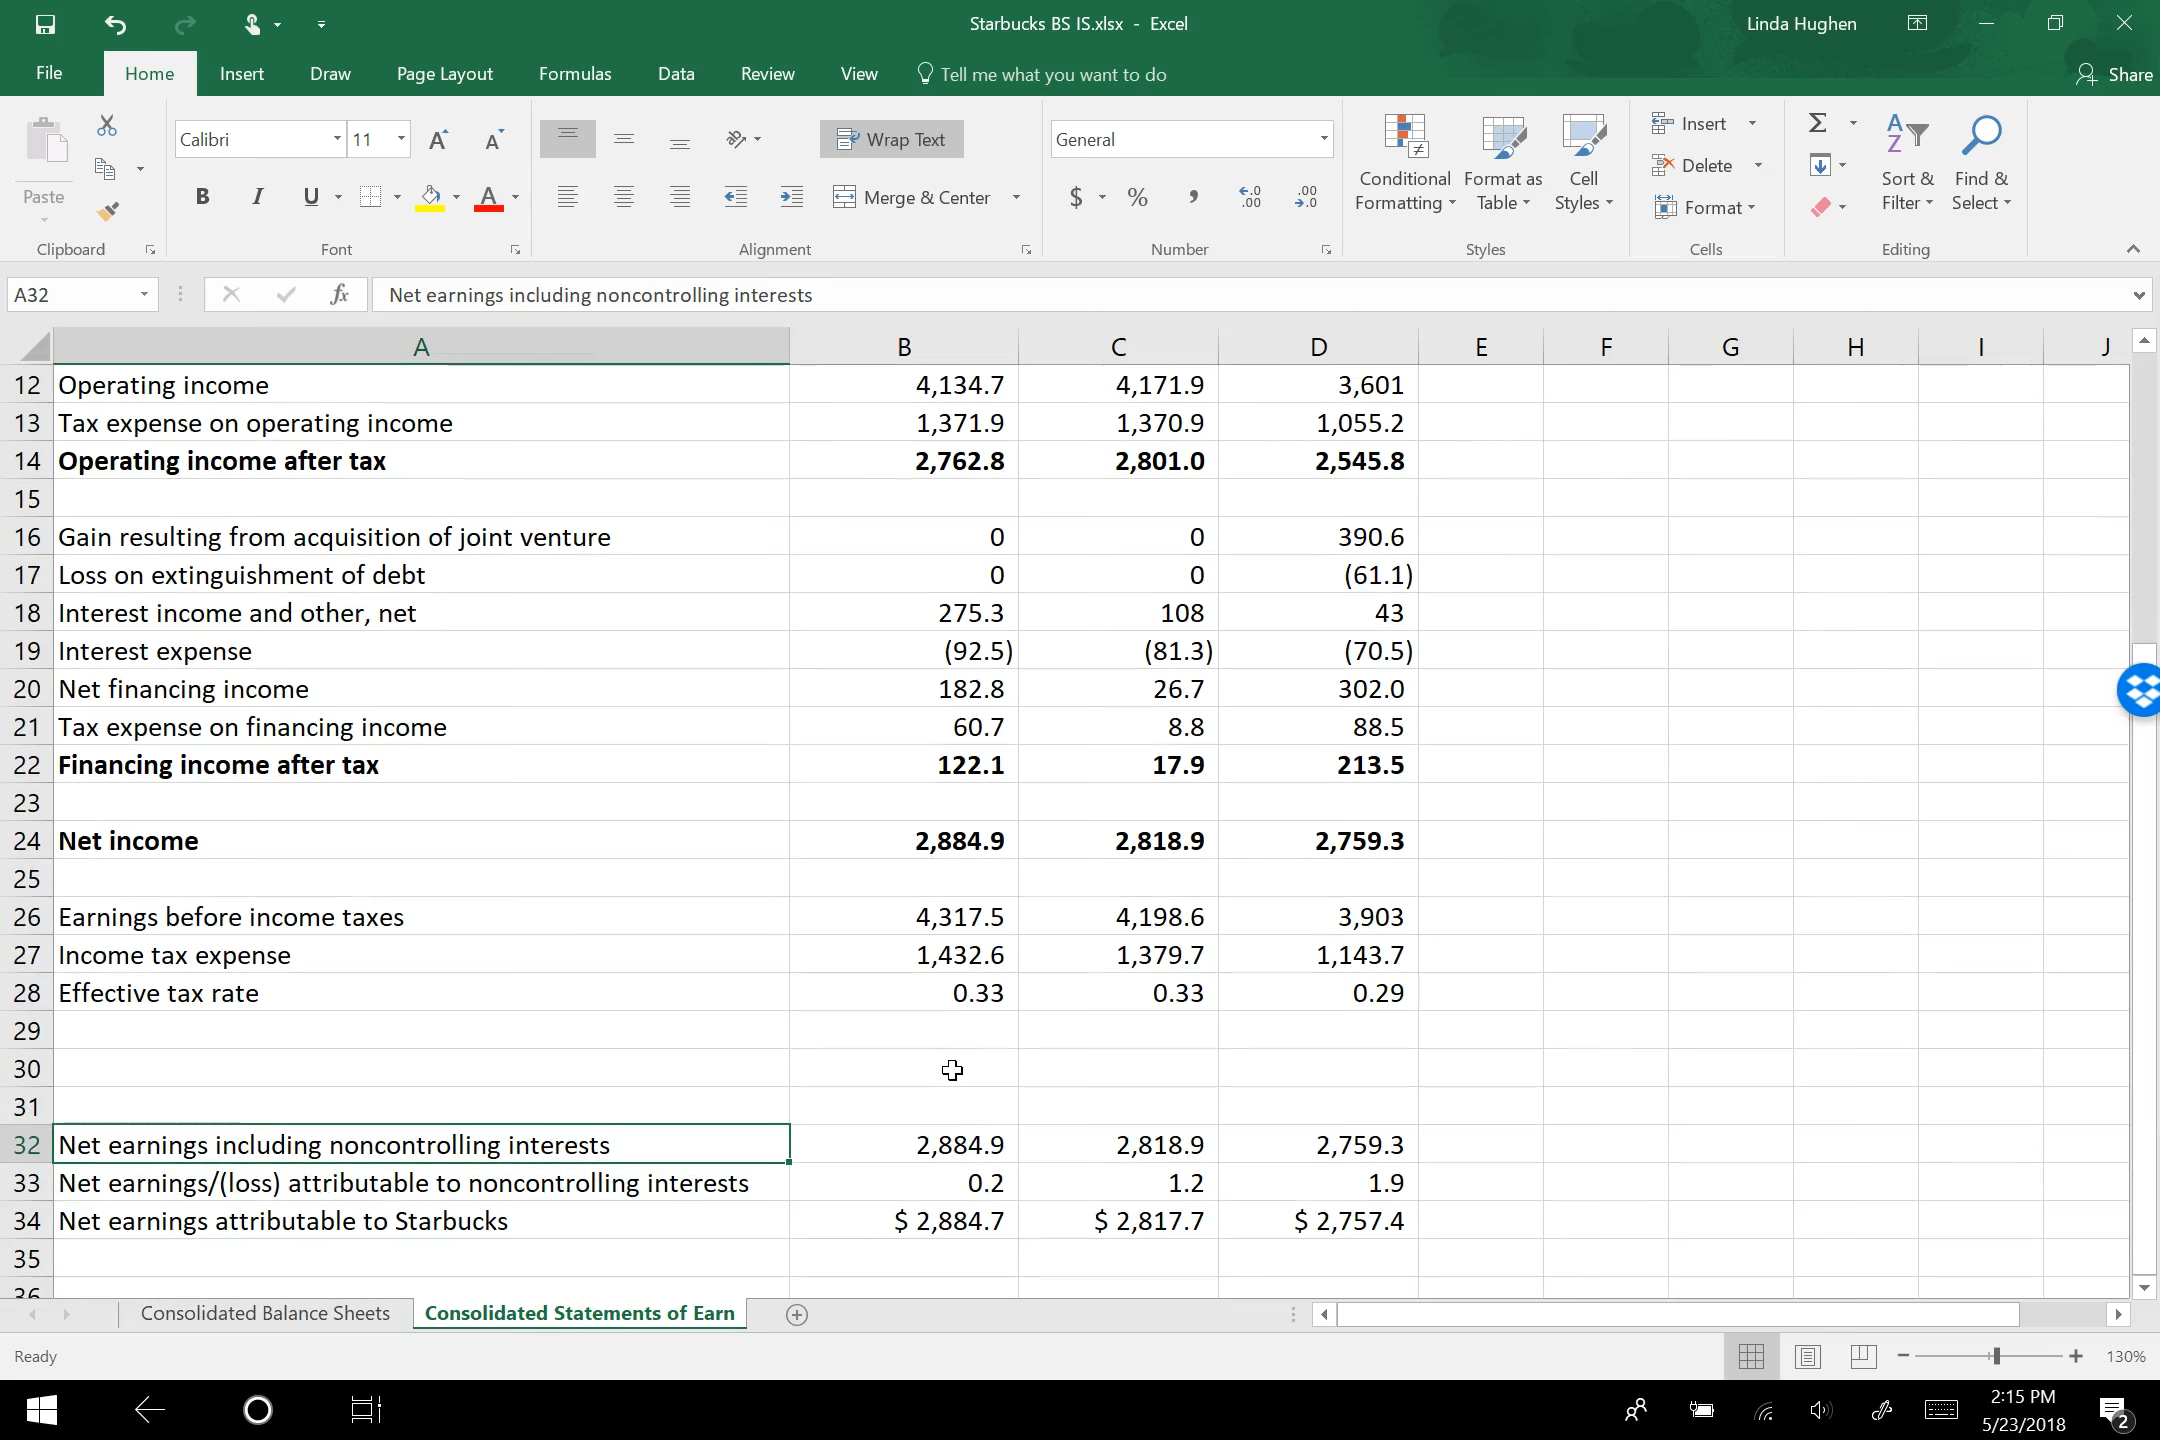 Starbucks BS IS.xlsx - Excel
Linda Hughen
File Home Insert Draw Page Layout Formulas Data Review View Tell me what you want to do Share
Paste
Clipboard
Calibri 11
B I U
Font
Wrap Text
Merge & Center
Alignment
General
$ % ,
Number
Conditional Formatting
Format as Table
Cell Styles
Styles
Insert
Delete
Format
Cells
Sort & Filter
Find & Select
Editing
A32 fx Net earnings including noncontrolling interests
A B C D E F G H I J
12 Operating income 4,134.7 4,171.9 3,601
13 Tax expense on operating income 1,371.9 1,370.9 1,055.2
14 Operating income after tax 2,762.8 2,801.0 2,545.8
15
16 Gain resulting from acquisition of joint venture 0 0 390.6
17 Loss on extinguishment of debt 0 0 (61.1)
18 Interest income and other, net 275.3 108 43
19 Interest expense (92.5) (81.3) (70.5)
20 Net financing income 182.8 26.7 302.0
21 Tax expense on financing income 60.7 8.8 88.5
22 Financing income after tax 122.1 17.9 213.5
23
24 Net income 2,884.9 2,818.9 2,759.3
25
26 Earnings before income taxes 4,317.5 4,198.6 3,903
27 Income tax expense 1,432.6 1,379.7 1,143.7
28 Effective tax rate 0.33 0.33 0.29
29
30
31
32 Net earnings including noncontrolling interests 2,884.9 2,818.9 2,759.3
33 Net earnings/(loss) attributable to noncontrolling interests 0.2 1.2 1.9
34 Net earnings attributable to Starbucks $ 2,884.7 $ 2,817.7 $ 2,757.4
35
36
Consolidated Balance Sheets Consolidated Statements of Earn
Ready 130%
2:15 PM
5/23/2018
2